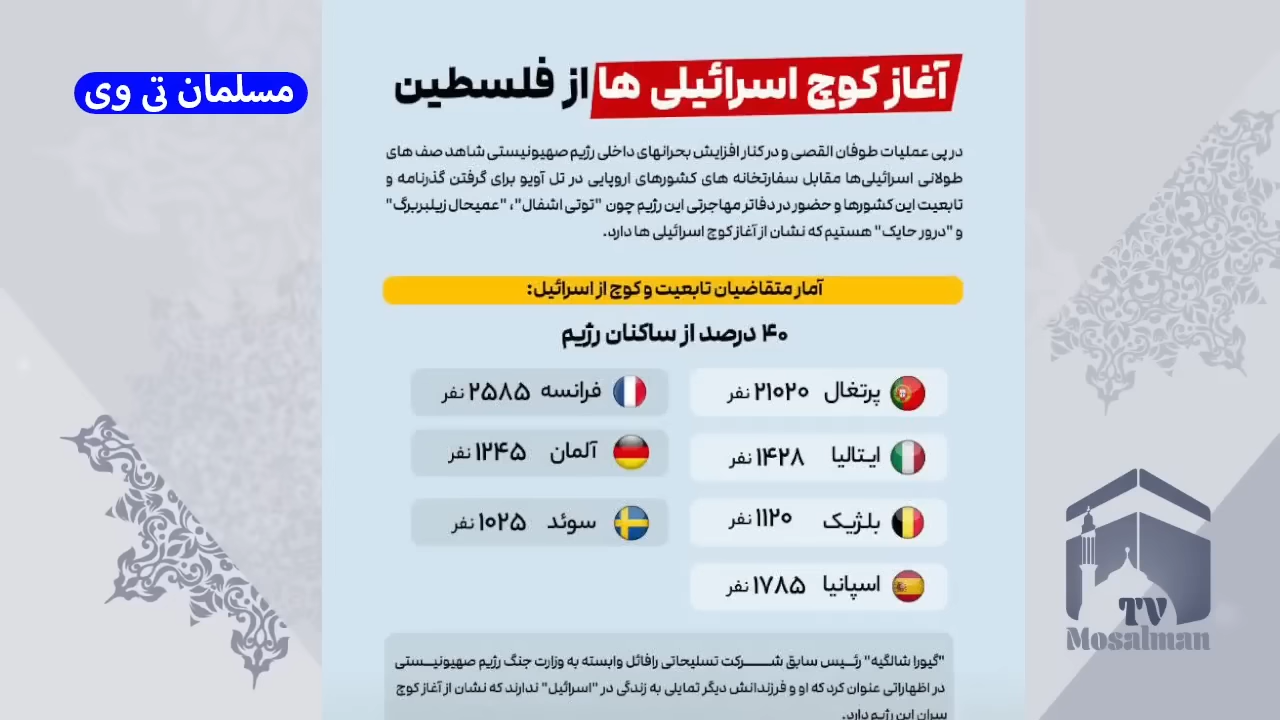 مسلمان تی وی
آغاز کوچ اسرائیلی ها از فلسطین
در پی عملیات طوفان القصی و در کنار افزایش بحرانهای داخلی رژیم صهیونیستی شاهد صف های
طولانی اسرائیلی‌ها مقابل سفارتخانه های کشورهای اروپایی در تل آویو برای گرفتن گذرنامه و
تابعیت این کشورها و حضور در دفاتر مهاجرتی این رژیم چون "توتی اشفال"، "عمیحال زیلبربرگ"
و "درور حایک" هستیم که نشان از آغاز کوچ اسرائیلی ها دارد.
آمار متقاضیان تابعیت و کوچ از اسرائیل:
۴۰ درصد از ساکنان رژیم
پرتغال ۲۱۰۲۰ نفر
فرانسه ۲۵۸۵ نفر
ایتالیا ۱۴۲۸ نفر
آلمان ۱۲۴۵ نفر
بلژیک ۱۱۲۰ نفر
سوئد ۱۰۲۵ نفر
اسپانیا ۱۷۸۵ نفر
"گیورا شالگیه" رئیس سابق شرکت تسلیحاتی رافائل وابسته به وزارت جنگ رژیم صهیونیستی
در اظهاراتی عنوان کرد که او و فرزندانش دیگر تمایلی به زندگی در "اسرائیل" ندارند که نشان از آغاز کوچ
سران این رژیم دارد.
TV
Mosalman